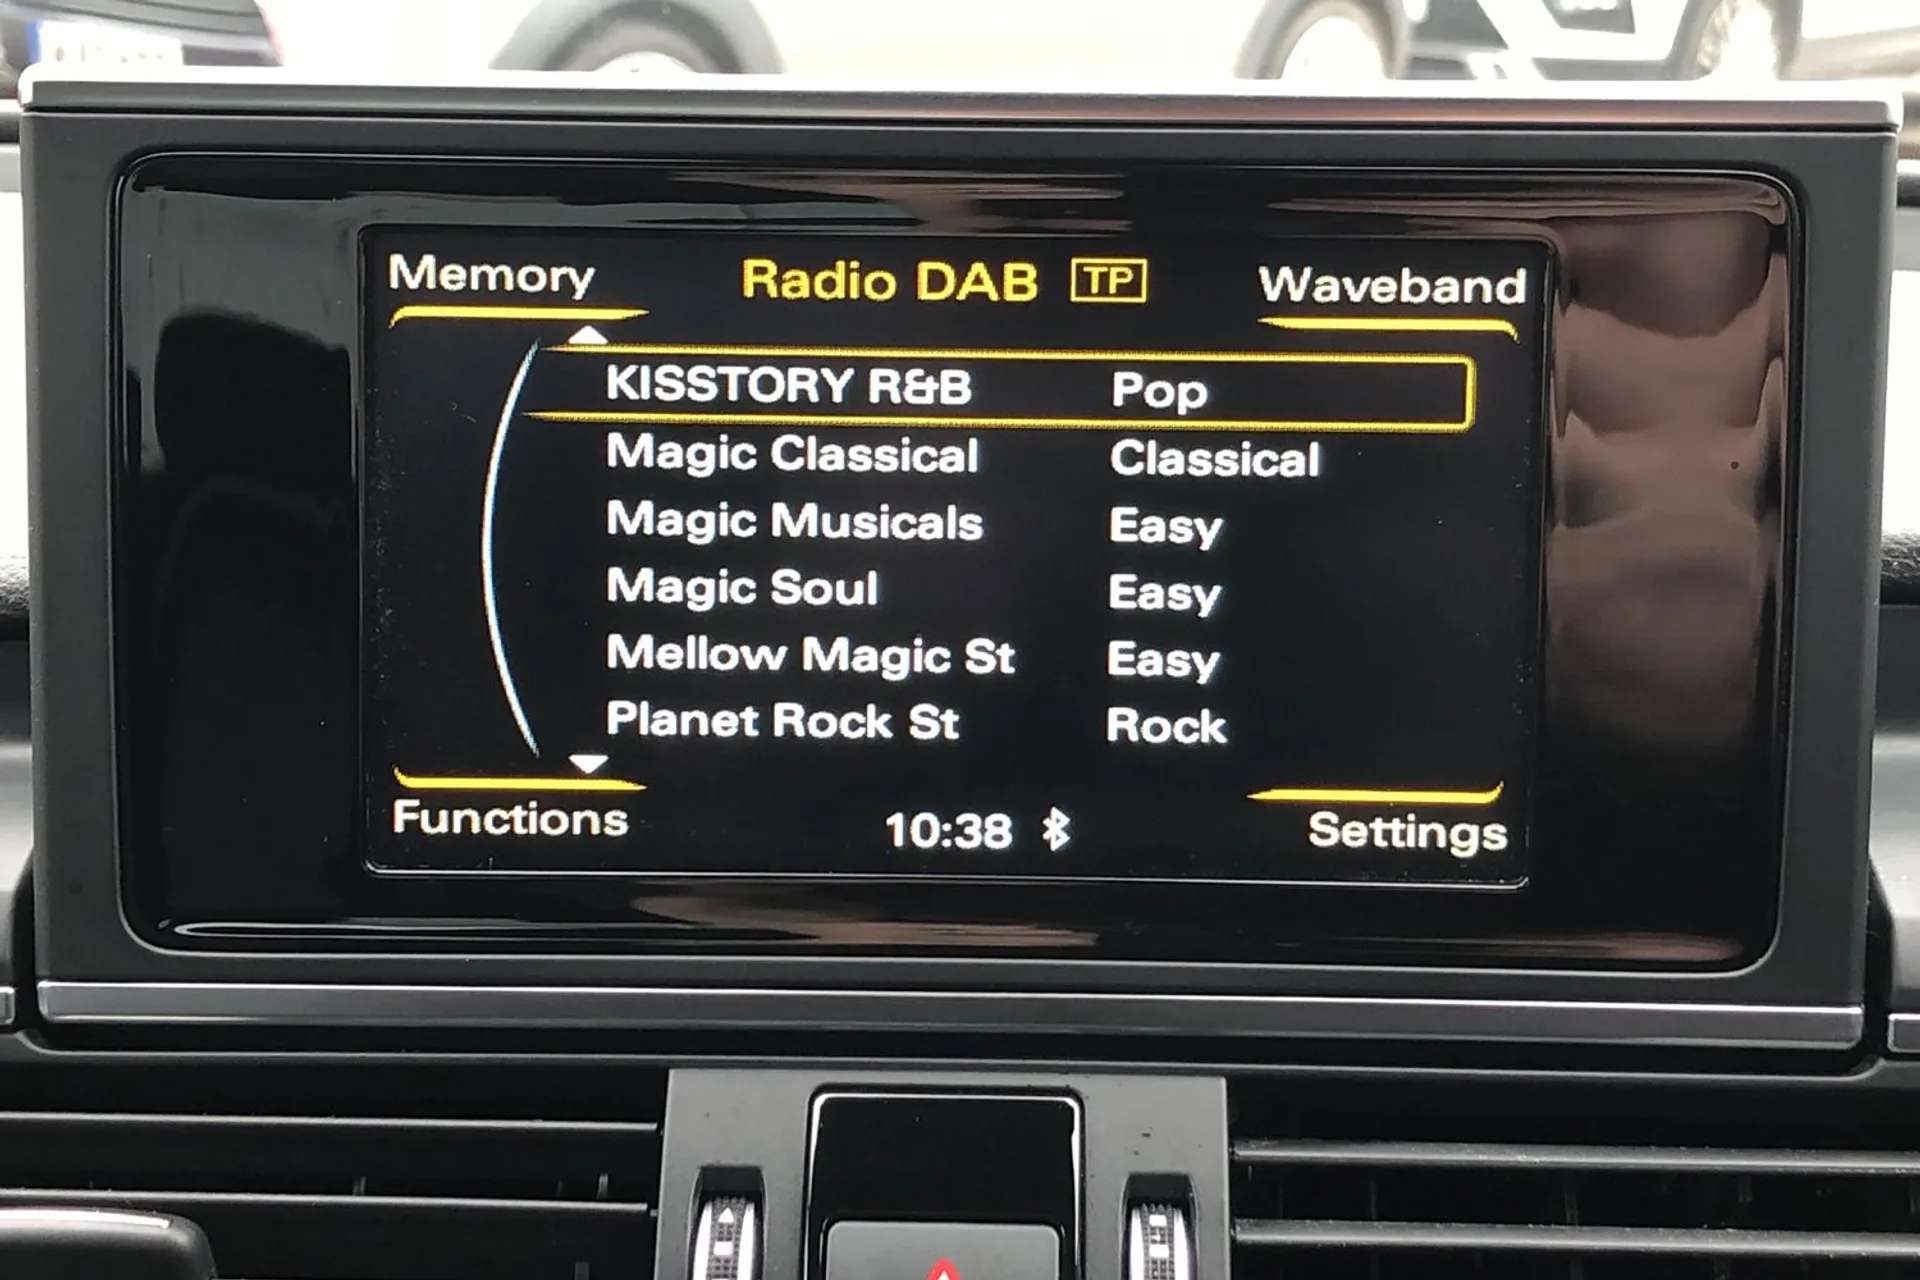 Memory
Radio DAB TP
Waveband
KISSTORY R&B Pop
Magic Classical Classical
Magic Musicals Easy
Magic Soul Easy
Mellow Magic St Easy
Planet Rock St Rock
Functions
10:38
Settings